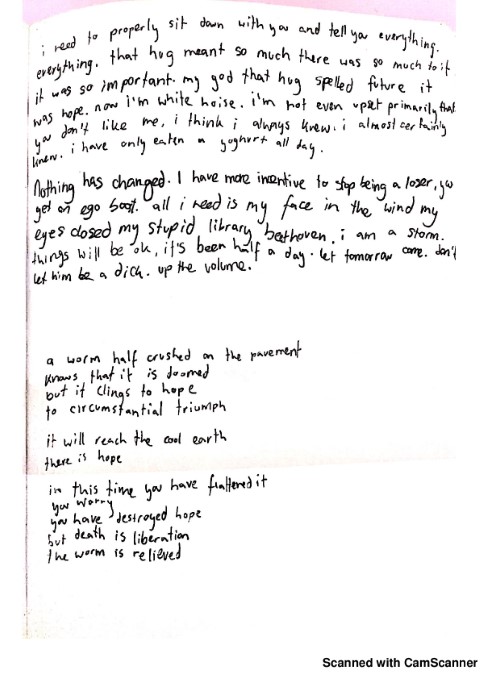 i need to properly sit down with you and tell you everything.
everything. that hug meant so much there was so much to it
it was so important. my god that hug spelled future it
was hope. now i'm white noise. i'm not even upset primarily that
you don't like me, i think i always knew. i almost certainly
knew. i have only eaten a yoghurt all day.
Nothing has changed. I have more incentive to stop being a loser, you
get an ego boost. all i need is my face in the wind my
eyes closed my stupid library beethoven. i am a storm.
things will be ok, it's been half a day. let tomorrow come. don't
let him be a dick. up the volume.
a worm half crushed on the pavement
knows that it is doomed
but it clings to hope
to circumstantial triumph
it will reach the cool earth
there is hope
in this time you have flattered it
you worry
you have destroyed hope
but death is liberation
the worm is relieved
Scanned with CamScanner